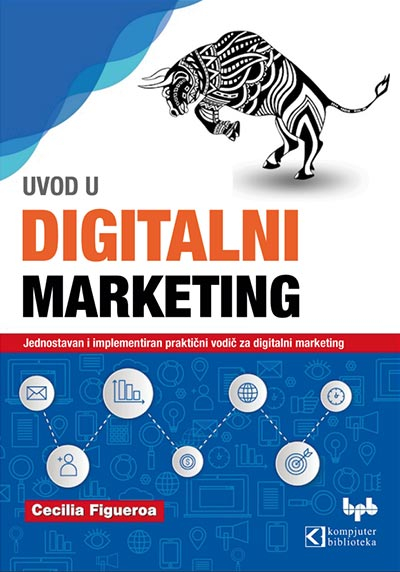 UVOD U
DIGITALNI
MARKETING
Jednostavan i implementiran praktični vodič za digitalni marketing
Cecilia Figueroa
bpb
kompjuter
biblioteka